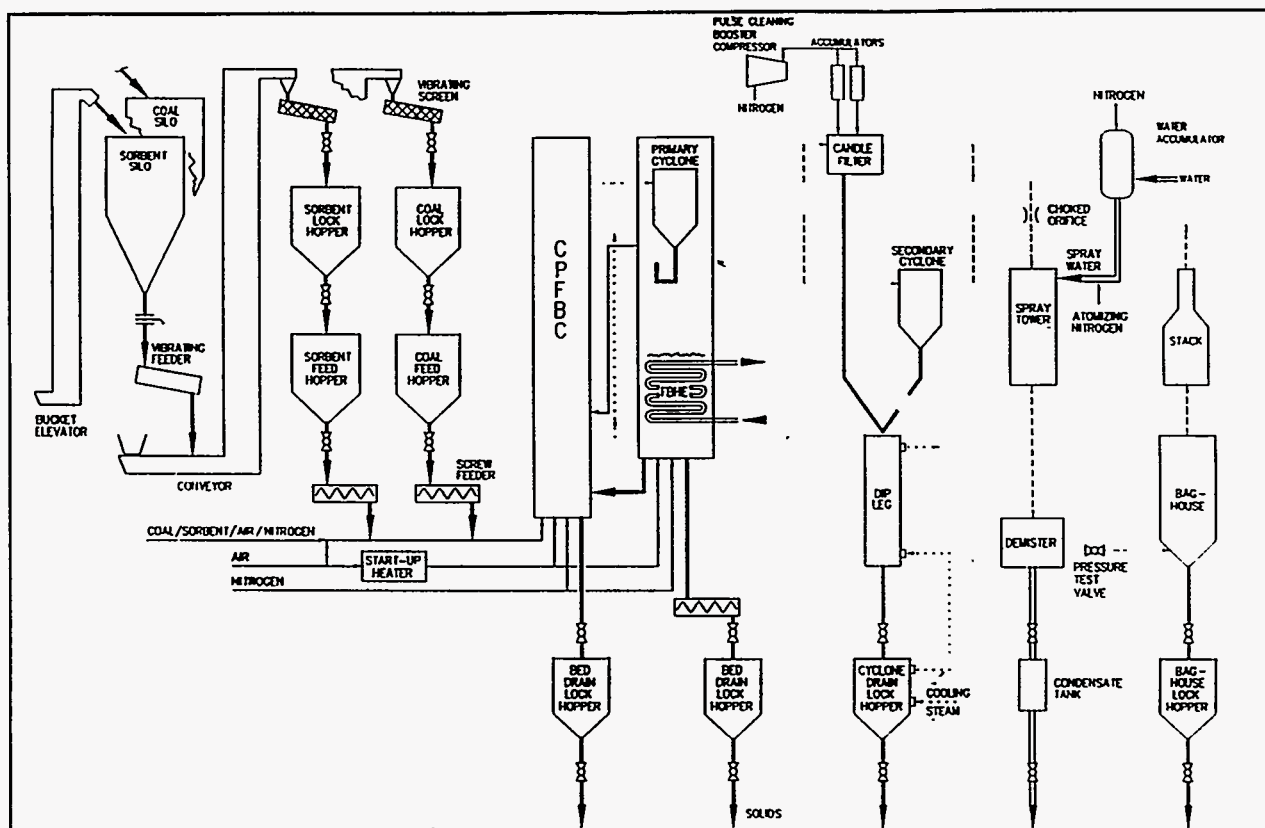 PULSE CLEANING
BOOSTER
COMPRESSOR
ACCUMULATORS
NITROGEN
COAL
SILO
SORBENT
SILO
VIBRATING
SCREEN
CANDLE
FILTER
PRIMARY
CYCLONE
NITROGEN
WATER
ACCUMULATOR
WATER
CHOKED
ORIFICE
SORBENT
LOCK
HOPPER
COAL
LOCK
HOPPER
CPFBC
SECONDARY
CYCLONE
SPRAY
WATER
SPRAY
TOWER
ATOMIZING
NITROGEN
STACK
VIBRATING
FEEDER
SORBENT
FEED
HOPPER
COAL
FEED
HOPPER
FBHE
BUCKET
ELEVATOR
CONVEYOR
SCREW
FEEDER
DIP
LEG
BAG-
HOUSE
COAL/SORBENT/AIR/NITROGEN
AIR
START-UP
HEATER
NITROGEN
DEMISTER
PRESSURE
TEST
VALVE
BED
DRAIN
LOCK
HOPPER
BED
DRAIN
LOCK
HOPPER
CYCLONE
DRAIN
LOCK
HOPPER
COOLING
STEAM
CONDENSATE
TANK
BAG-
HOUSE
LOCK
HOPPER
SOLIDS